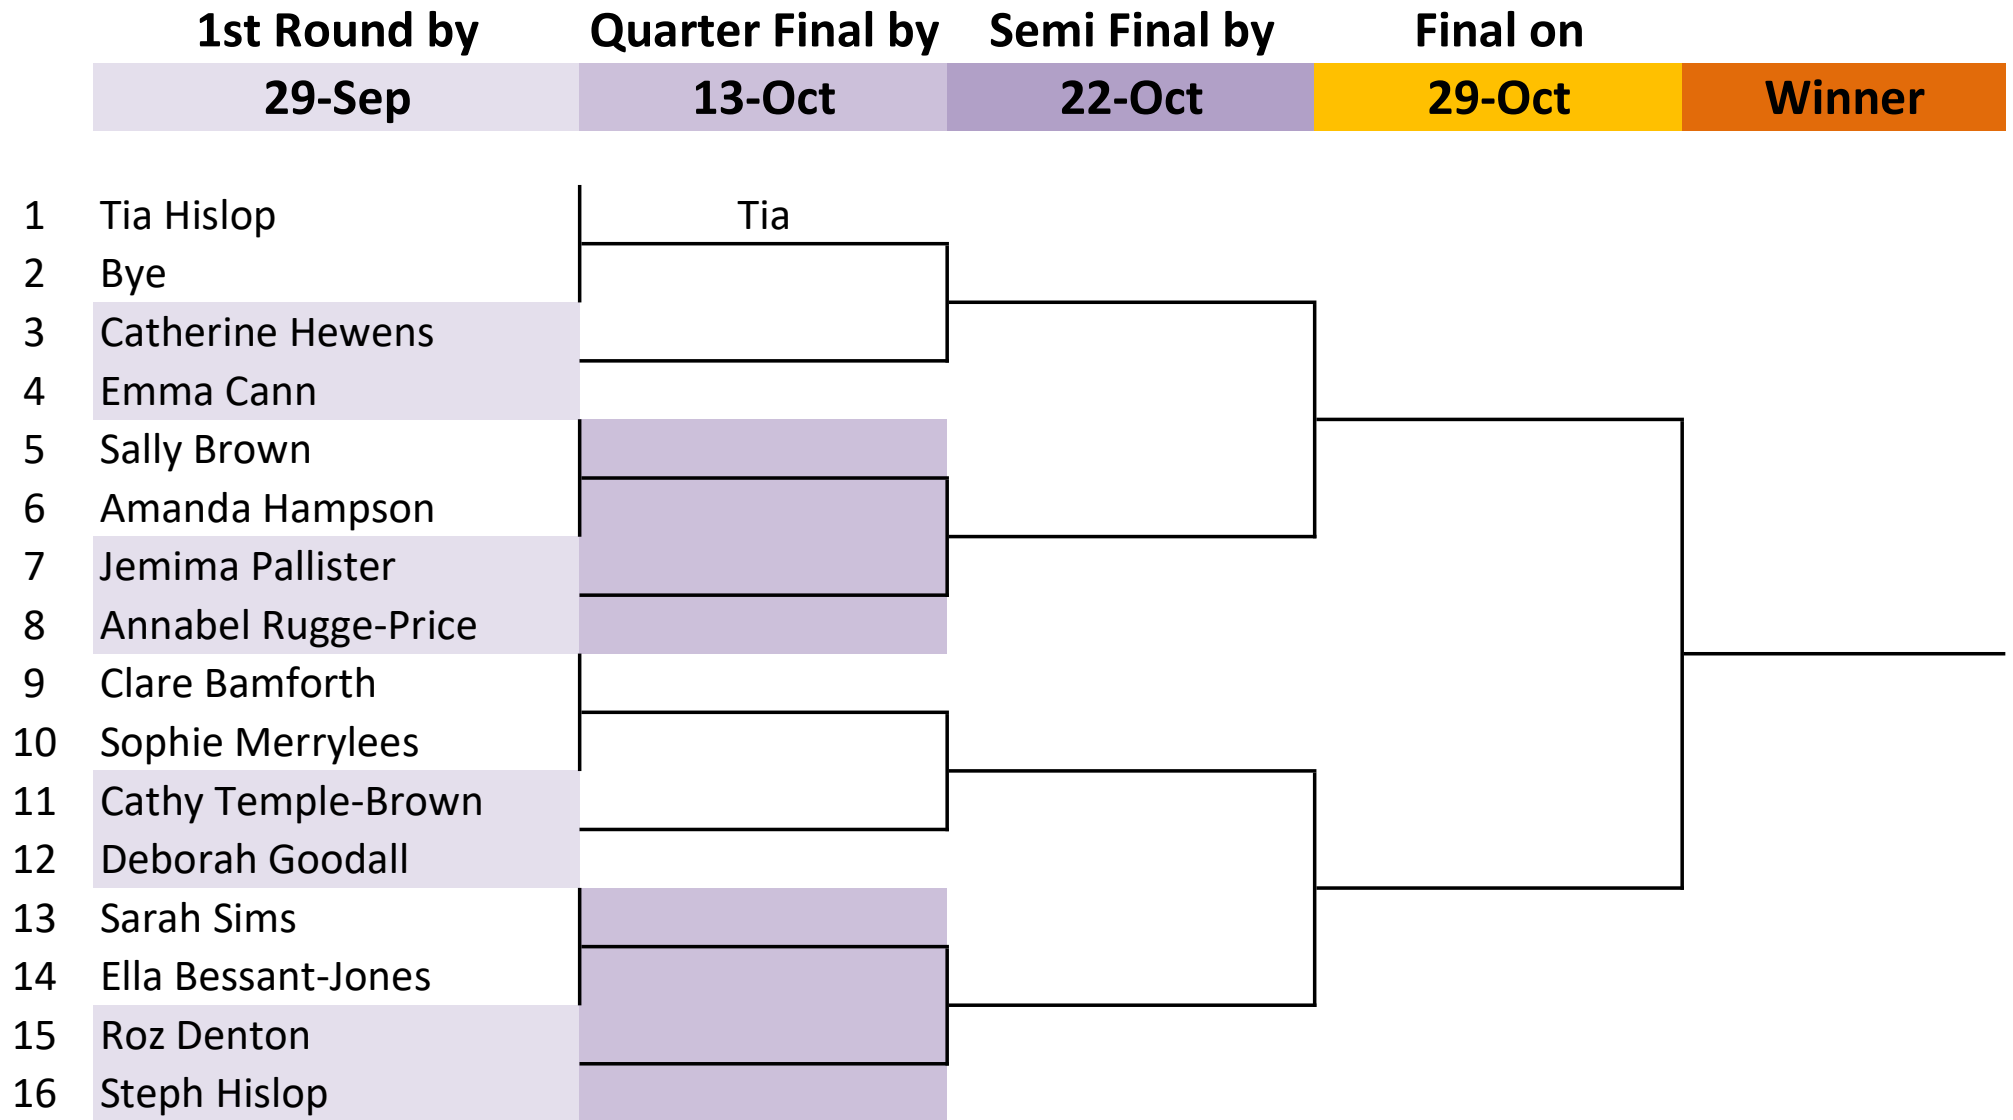 1st Round by Quarter Final by Semi Final by Final on
29-Sep 13-Oct 22-Oct 29-Oct Winner
1 Tia Hislop Tia
2 Bye
3 Catherine Hewens
4 Emma Cann
5 Sally Brown
6 Amanda Hampson
7 Jemima Pallister
8 Annabel Rugge-Price
9 Clare Bamforth
10 Sophie Merrylees
11 Cathy Temple-Brown
12 Deborah Goodall
13 Sarah Sims
14 Ella Bessant-Jones
15 Roz Denton
16 Steph Hislop